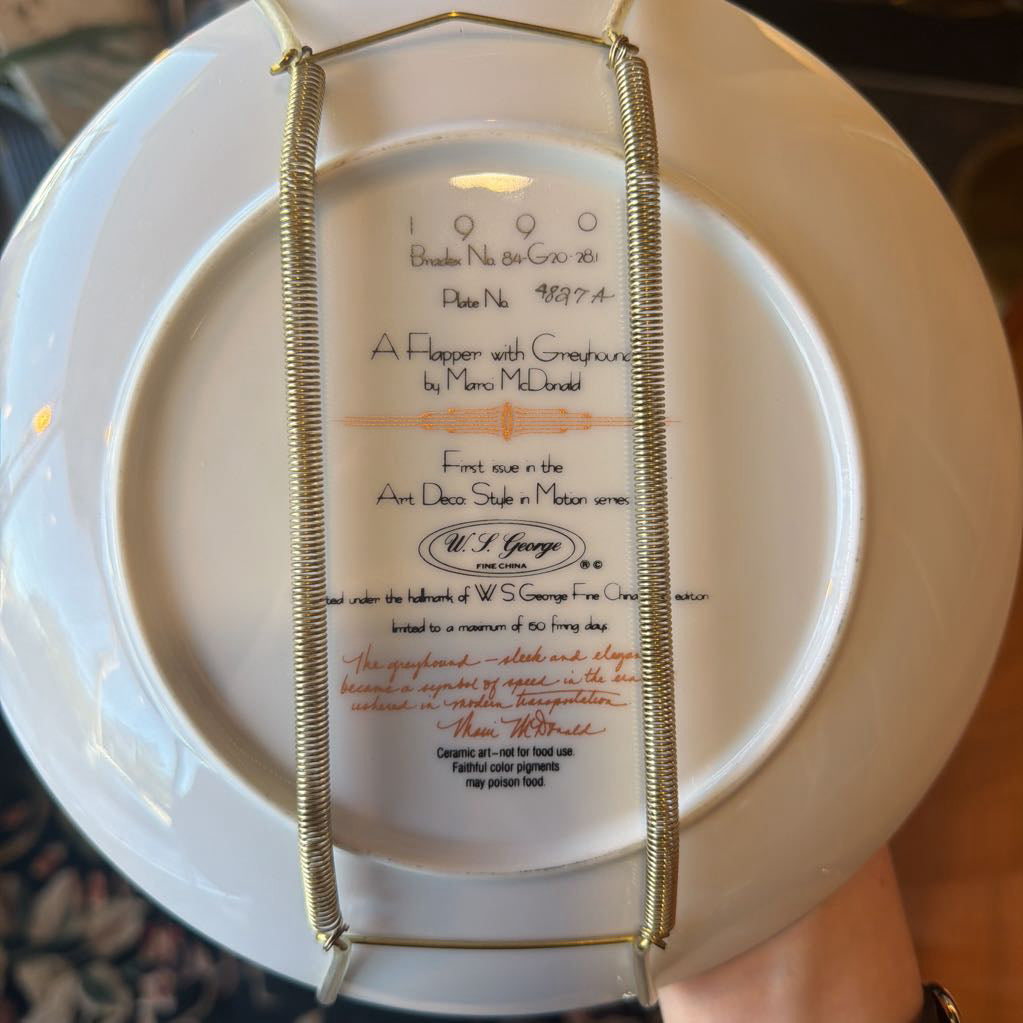 1990
Bradex No. 84-G20-28.1
Plate No. 4827A
A Flapper with Greyhound
by Marci McDonald
First issue in the
Art Deco: Style in Motion series
W. S. George
FINE CHINA
® ©
under the hallmark of W. S. George Fine China edition
limited to a maximum of 150 firing days.
The greyhound – sleek and
became a symbol of speed in the era
ushered in modern transportation.
Marci McDonald
Ceramic art–not for food use.
Faithful color pigments
may poison food.